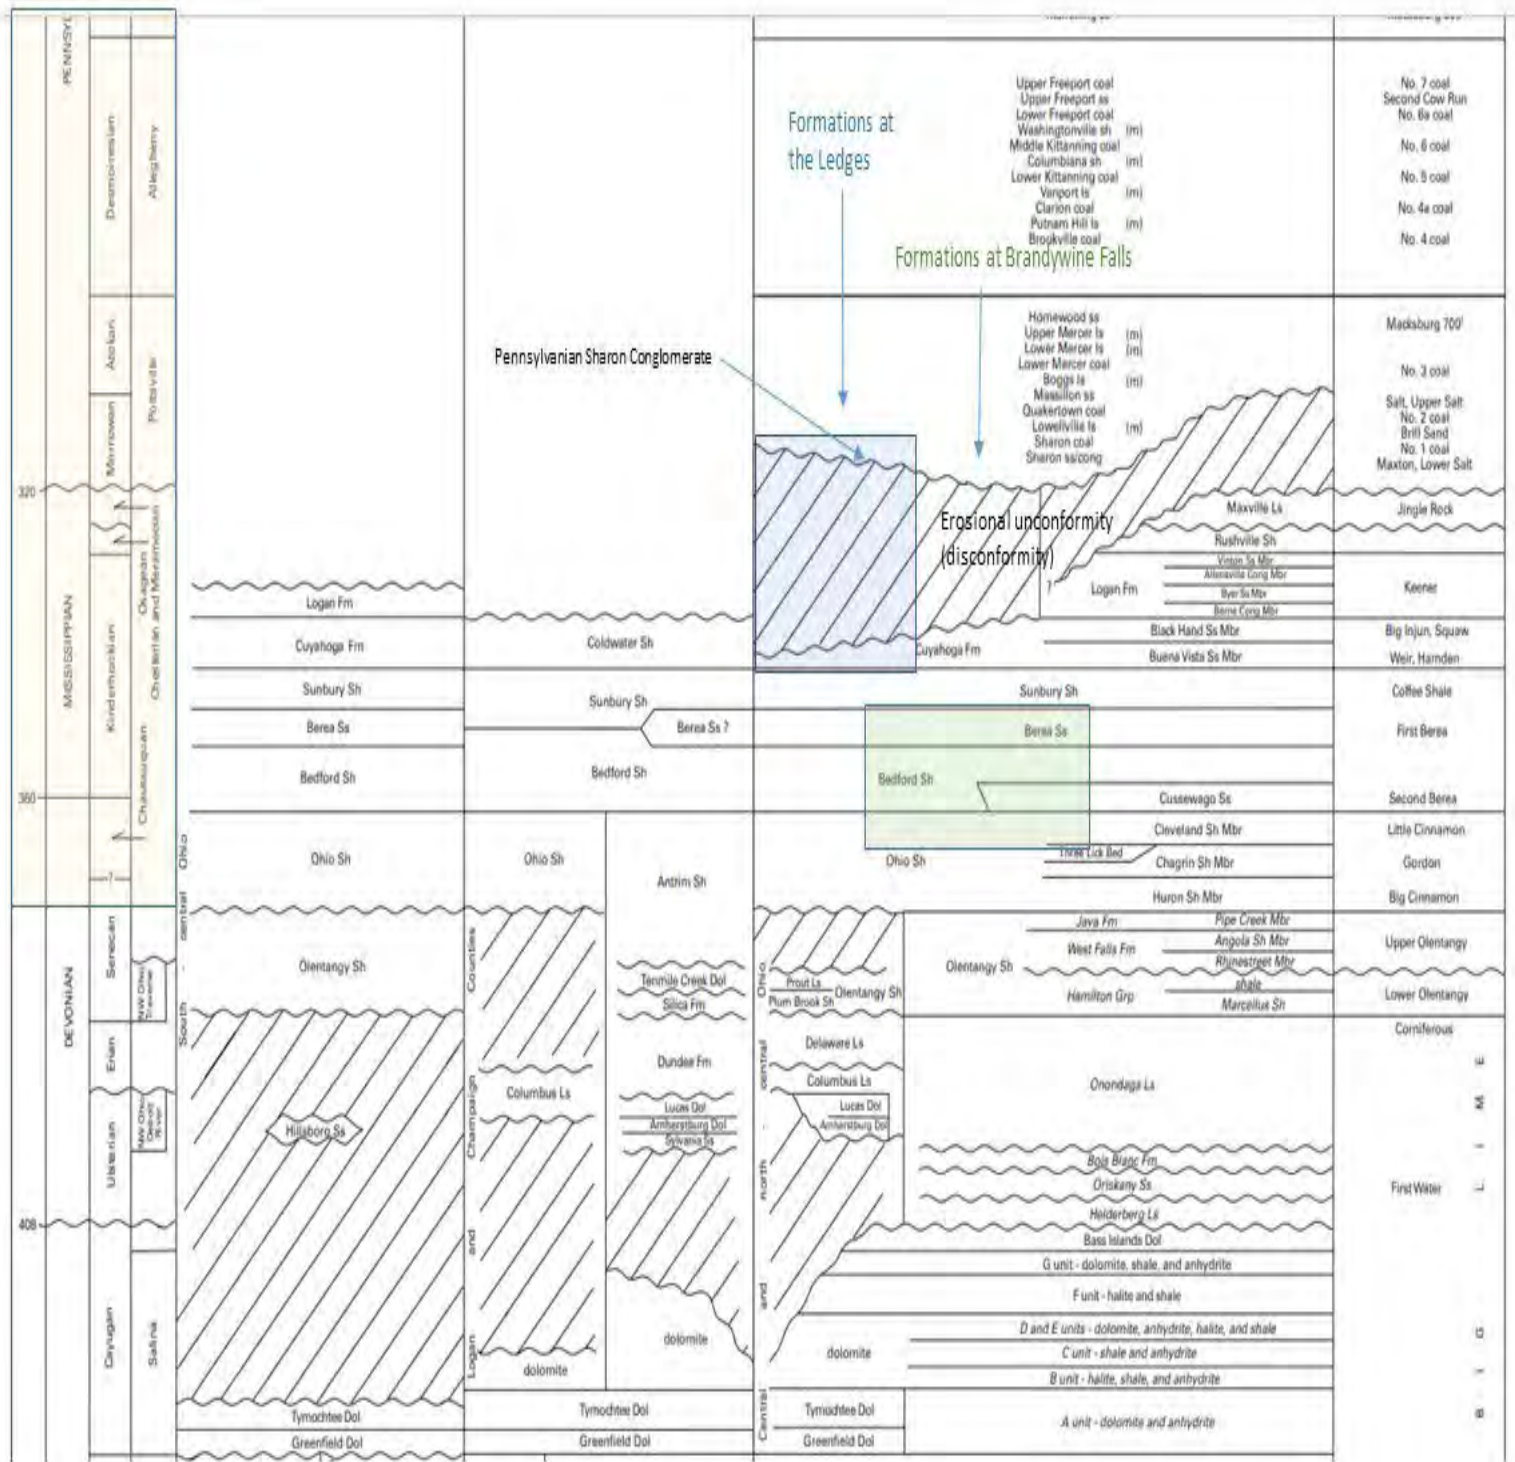 PENNSYL
Desmoinesian
Allegheny
Atokan
Morrowan
Pottsville
320
MISSISSIPPIAN
Kinderhookian
Osagean
Chesterian and Meramecian
Chautauquan
360
?
DEVONIAN
Senecan
NW Ohio
Traverse
Erian
Ulsterian
NW Ohio
Detroit
River
408
Cayugan
Salina
South - central Ohio
Logan Fm
Cuyahoga Fm
Sunbury Sh
Berea Ss
Bedford Sh
Ohio Sh
Olentangy Sh
Hillsboro Ss
Tymochtee Dol
Greenfield Dol
Logan and Champaign Counties
Coldwater Sh
Sunbury Sh
Berea Ss ?
Bedford Sh
Ohio Sh
Antrim Sh
Tenmile Creek Dol
Silica Fm
Dundee Fm
Columbus Ls
Lucas Dol
Amherstburg Dol
Sylvania Ss
dolomite
dolomite
Tymochtee Dol
Greenfield Dol
Formations at
the Ledges
Formations at Brandywine Falls
Pennsylvanian Sharon Conglomerate
Erosional unconformity
(disconformity)
Upper Freeport coal
Upper Freeport ss
Lower Freeport coal
Washingtonville sh (m)
Middle Kittanning coal
Columbiana sh (m)
Lower Kittanning coal
Vanport ls (m)
Clarion coal
Putnam Hill ls (m)
Brookville coal
Homewood ss
Upper Mercer ls (m)
Lower Mercer ls (m)
Lower Mercer coal
Boggs ls (m)
Massillon ss
Quakertown coal
Lowellville ls (m)
Sharon coal
Sharon ss/cong
Maxville Ls
Rushville Sh
Vinton Ss Mbr
Allensville Cong Mbr
?
Logan Fm
Byer Ss Mbr
Berne Cong Mbr
Black Hand Ss Mbr
Cuyahoga Fm
Buena Vista Ss Mbr
Sunbury Sh
Berea Ss
Bedford Sh
Cussewago Ss
Cleveland Sh Mbr
Three Lick Bed
Ohio Sh
Chagrin Sh Mbr
Huron Sh Mbr
Central and north - central Ohio
Java Fm
Pipe Creek Mbr
West Falls Fm
Angola Sh Mbr
Rhinestreet Mbr
Olentangy Sh
Prout Ls
Plum Brook Sh
Olentangy Sh
Hamilton Grp
shale
Marcellus Sh
Delaware Ls
Columbus Ls
Lucas Dol
Amherstburg Dol
Onondaga Ls
Bois Blanc Fm
Oriskany Ss
Helderberg Ls
Bass Islands Dol
G unit - dolomite, shale, and anhydrite
F unit - halite and shale
D and E units - dolomite, anhydrite, halite, and shale
C unit - shale and anhydrite
dolomite
B unit - halite, shale, and anhydrite
A unit - dolomite and anhydrite
Tymochtee Dol
Greenfield Dol
No. 7 coal
Second Cow Run
No. 6a coal
No. 6 coal
No. 5 coal
No. 4a coal
No. 4 coal
Macksburg 700'
No. 3 coal
Salt, Upper Salt
No. 2 coal
Brill Sand
No. 1 coal
Maxton, Lower Salt
Jingle Rock
Keener
Big Injun, Squaw
Weir, Hamden
Coffee Shale
First Berea
Second Berea
Little Cinnamon
Gordon
Big Cinnamon
Upper Olentangy
Lower Olentangy
Corniferous
First Water
BIG LIME